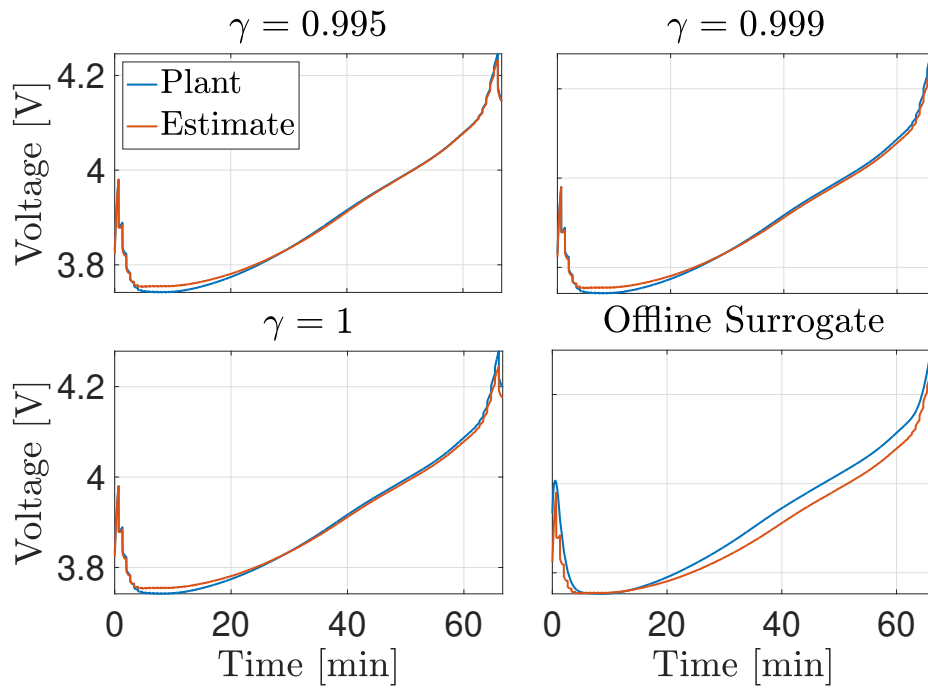 γ = 0.995
γ = 0.999
4.2
4
3.8
Voltage [V]
Plant
Estimate
γ = 1
Offline Surrogate
4.2
4
3.8
Voltage [V]
0 20 40 60
0 20 40 60
Time [min]
Time [min]